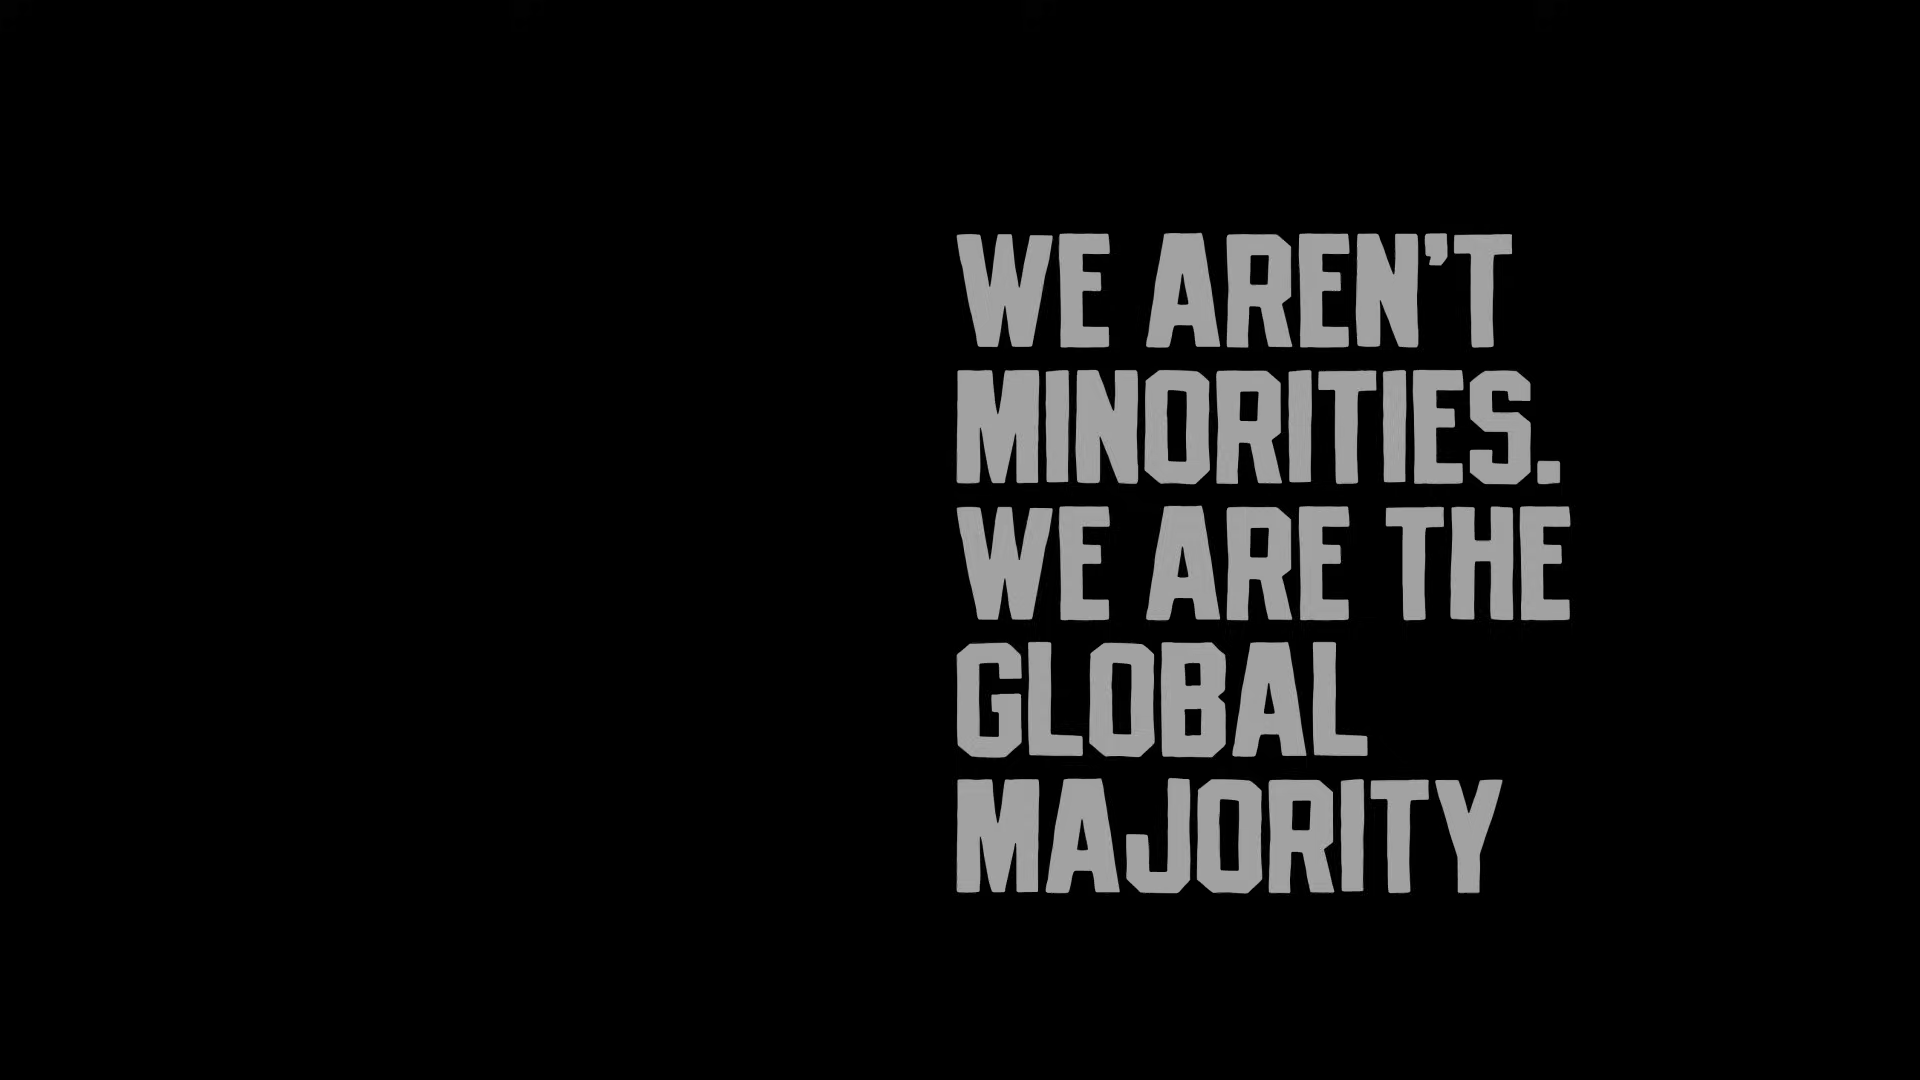 WE AREN’T
MINORITIES.
WE ARE THE
GLOBAL
MAJORITY